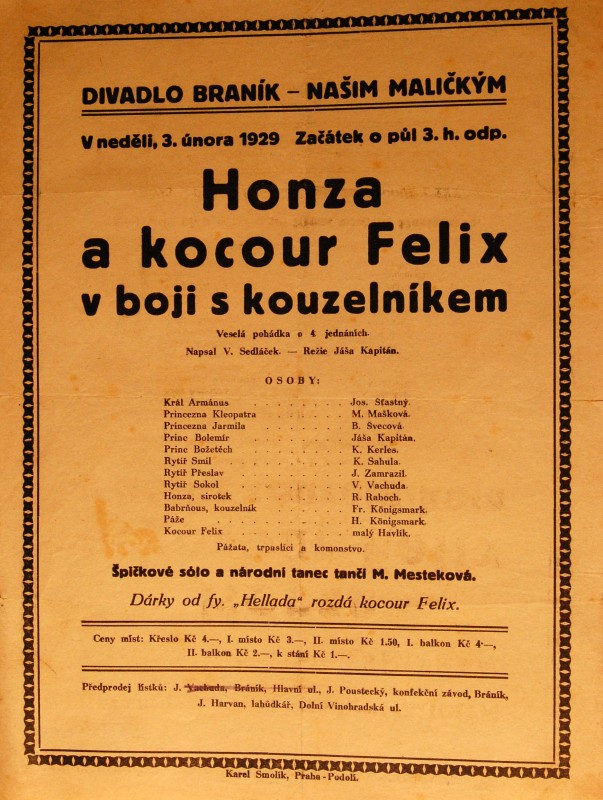 DIVADLO BRANÍK – NAŠIM MALIČKÝM
V neděli, 3. února 1929 Začátek o půl 3. h. odp.
Honza
a kocour Felix
v boji s kouzelníkem
Veselá pohádka o 4 jednáních.
Napsal V. Sedláček. — Režie Jáša Kapitán.
OSOBY:
Král Armánus . . . . . . . . Jos. Šťastný.
Princezna Kleopatra . . . . . . . M. Mašková.
Princezna Jarmila . . . . . . . B. Švecová.
Princ Bolemír . . . . . . . . Jáša Kapitán.
Princ Božetěch . . . . . . . . K. Kerles.
Rytíř Smil . . . . . . . . . K. Sahula.
Rytíř Přeslav . . . . . . . . J. Zamrazil.
Rytíř Sokol . . . . . . . . V. Vachuda.
Honza, sirotek . . . . . . . . R. Raboch.
Babrňous, kouzelník . . . . . . . Fr. Königsmark.
Páže . . . . . . . . . H. Königsmark.
Kocour Felix . . . . . . . . malý Havlík.
Pážata, trpaslíci a komonstvo.
Špičkové sólo a národní tanec tančí M. Mesteková.
Dárky od fy. „Hellada" rozdá kocour Felix.
Ceny míst: Křeslo Kč 4.—, I. místo Kč 3.—, II. místo Kč 1.50, I. balkon Kč 4·—,
II. balkon Kč 2.—, k stání Kč 1.—.
Předprodej lístků: J. Vachuda, Bráník, Hlavní ul., J. Poustecký, konfekční závod, Bráník,
J. Harvan, lahůdkář, Dolní Vinohradská ul.
Karel Smolík, Praha-Podolí.